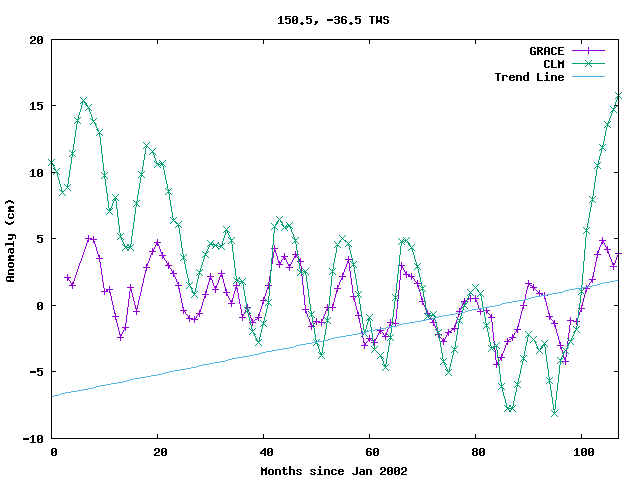 150.5, -36.5 TWS
GRACE
CLM
Trend Line
20
15
10
5
0
-5
-10
Anomaly (cm)
0 20 40 60 80 100
Months since Jan 2002